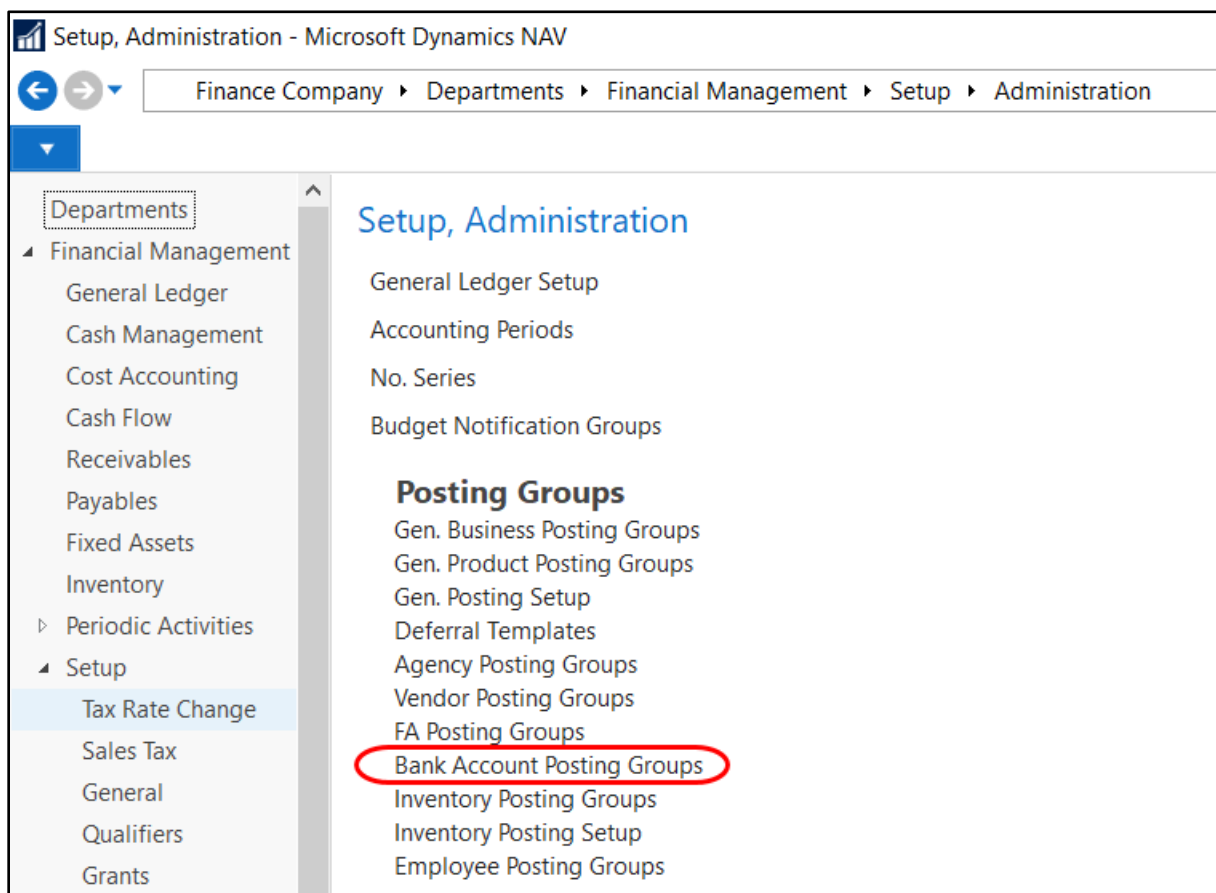 Setup, Administration - Microsoft Dynamics NAV
Finance Company Departments Financial Management Setup Administration
Departments
Financial Management
General Ledger
Cash Management
Cost Accounting
Cash Flow
Receivables
Payables
Fixed Assets
Inventory
Periodic Activities
Setup
Tax Rate Change
Sales Tax
General
Qualifiers
Grants
Setup, Administration
General Ledger Setup
Accounting Periods
No. Series
Budget Notification Groups
Posting Groups
Gen. Business Posting Groups
Gen. Product Posting Groups
Gen. Posting Setup
Deferral Templates
Agency Posting Groups
Vendor Posting Groups
FA Posting Groups
Bank Account Posting Groups
Inventory Posting Groups
Inventory Posting Setup
Employee Posting Groups